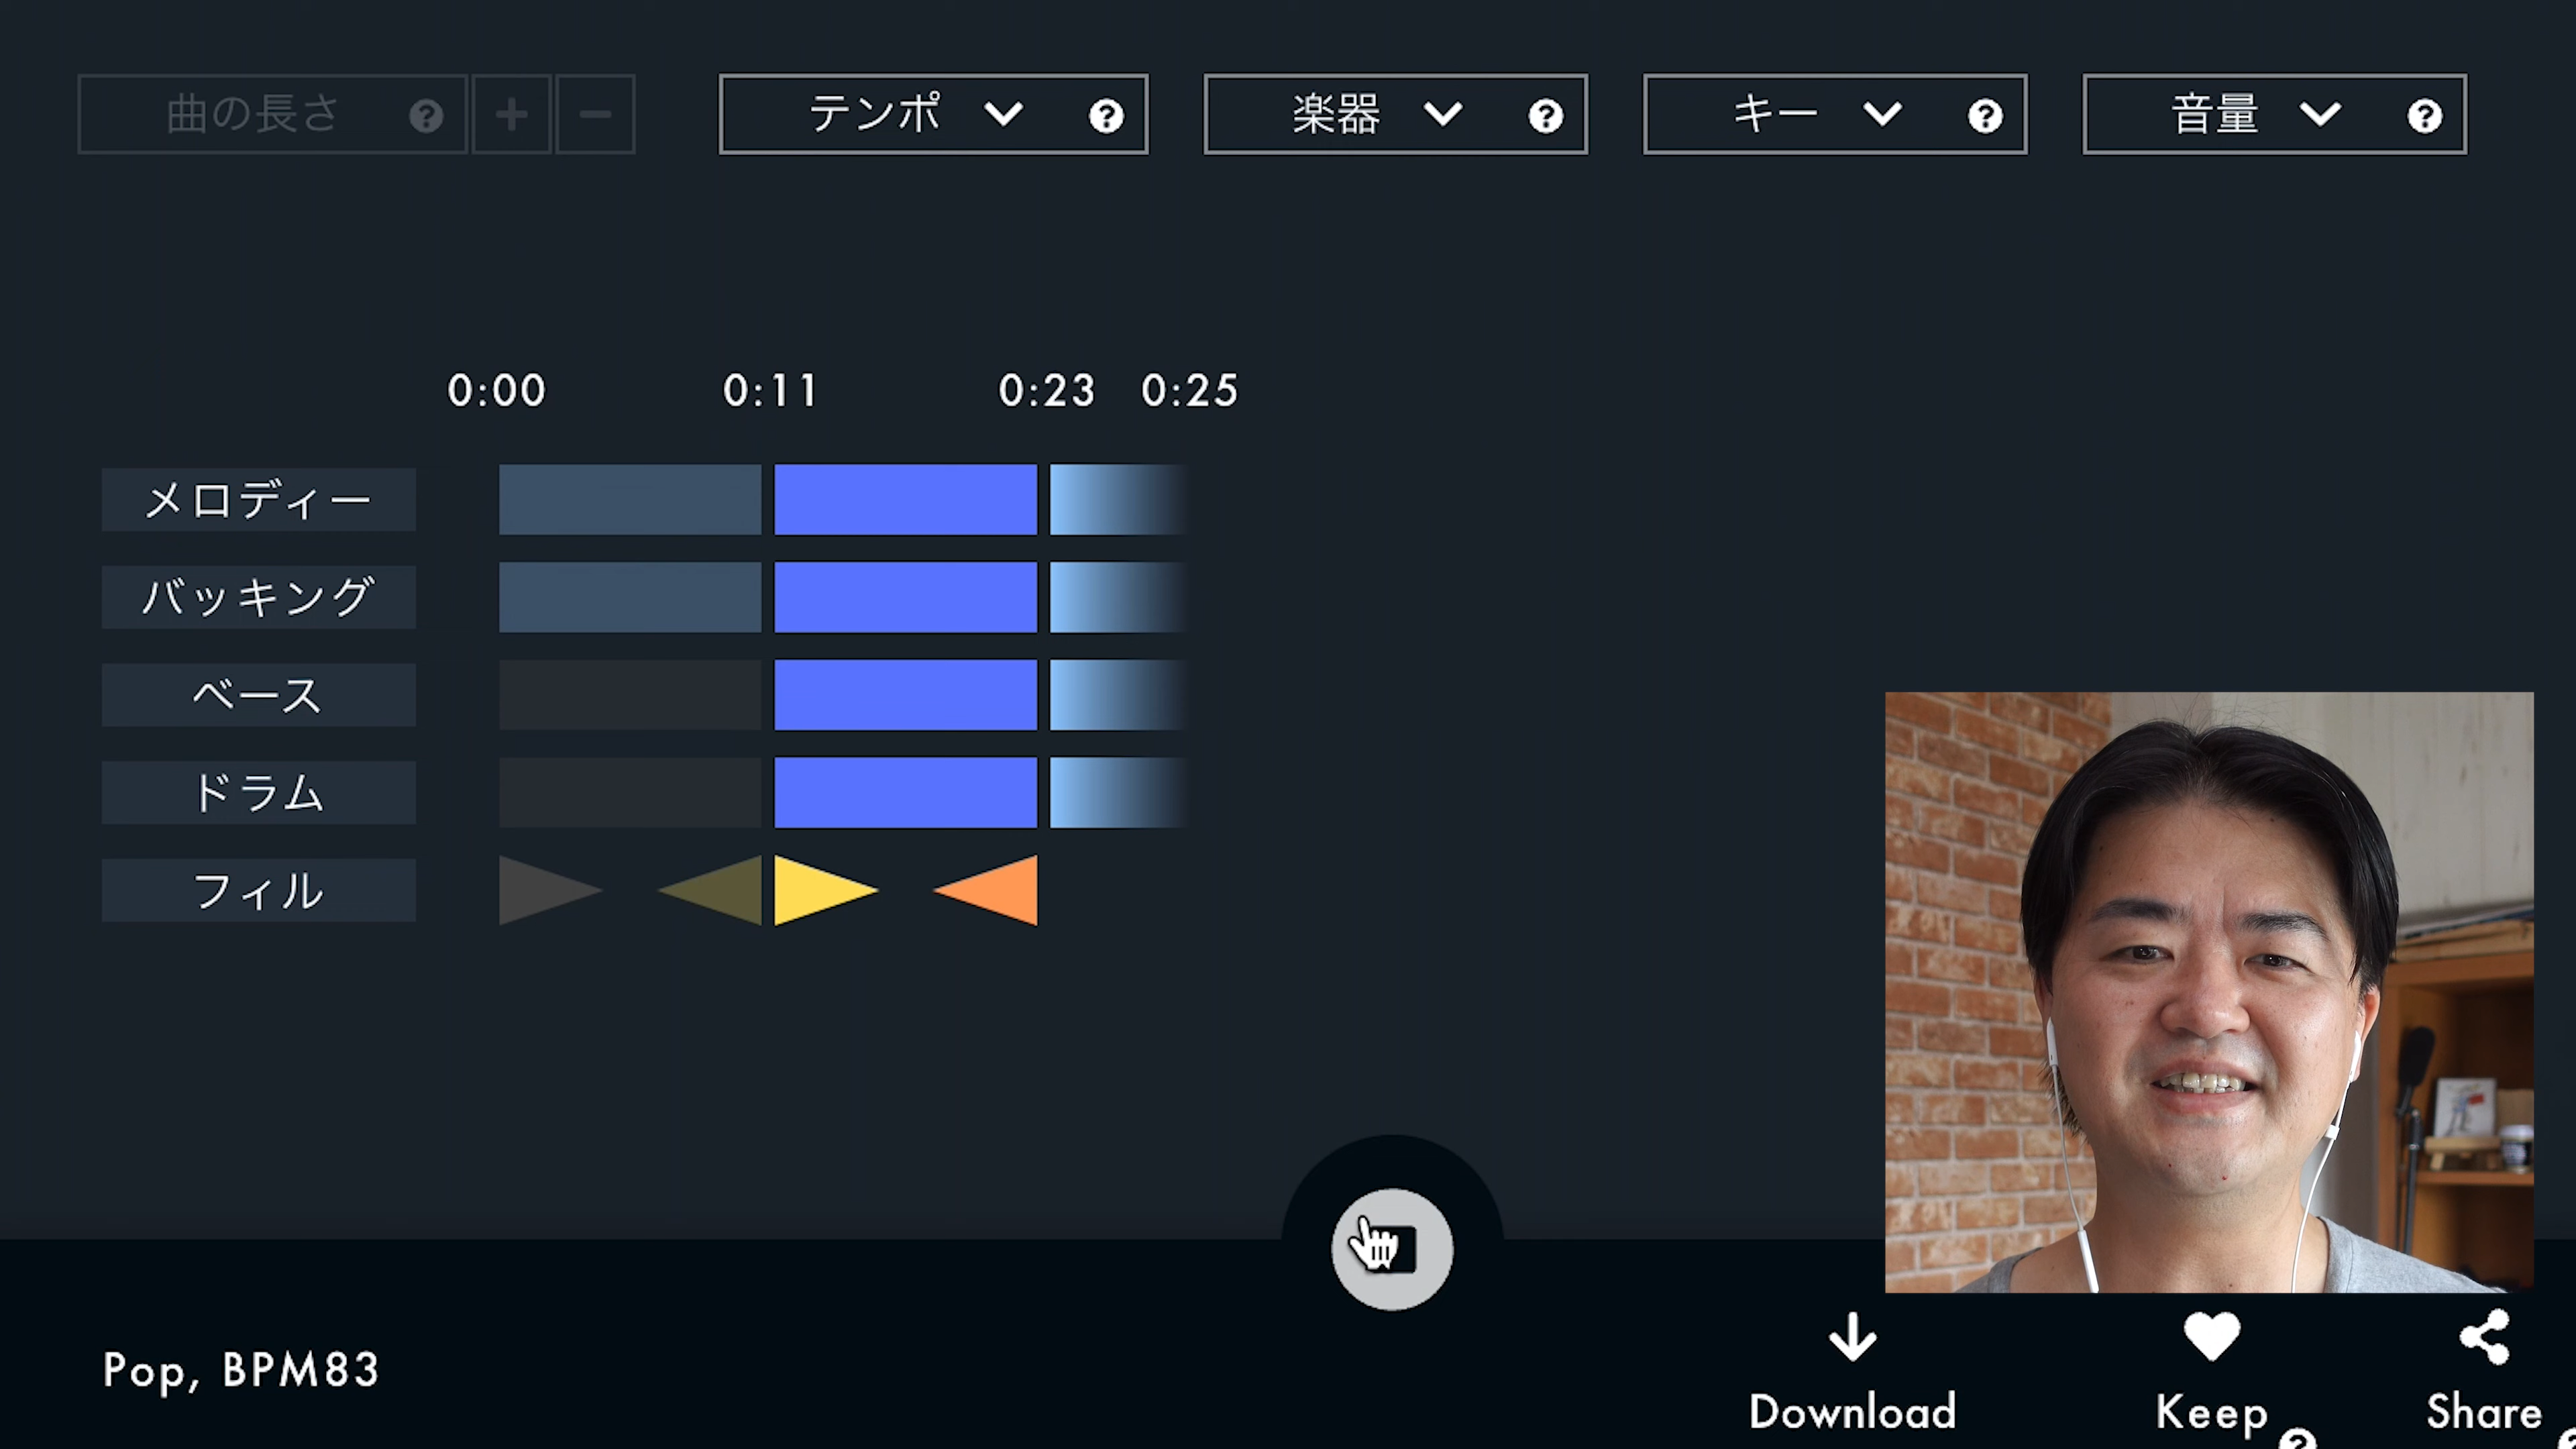 曲の長さ ? + −
テンポ ?
楽器 ?
キー ?
音量 ?
0:00 0:11 0:23 0:25
メロディー
バッキング
ベース
ドラム
フィル
Pop, BPM83
Download
Keep ?
Share